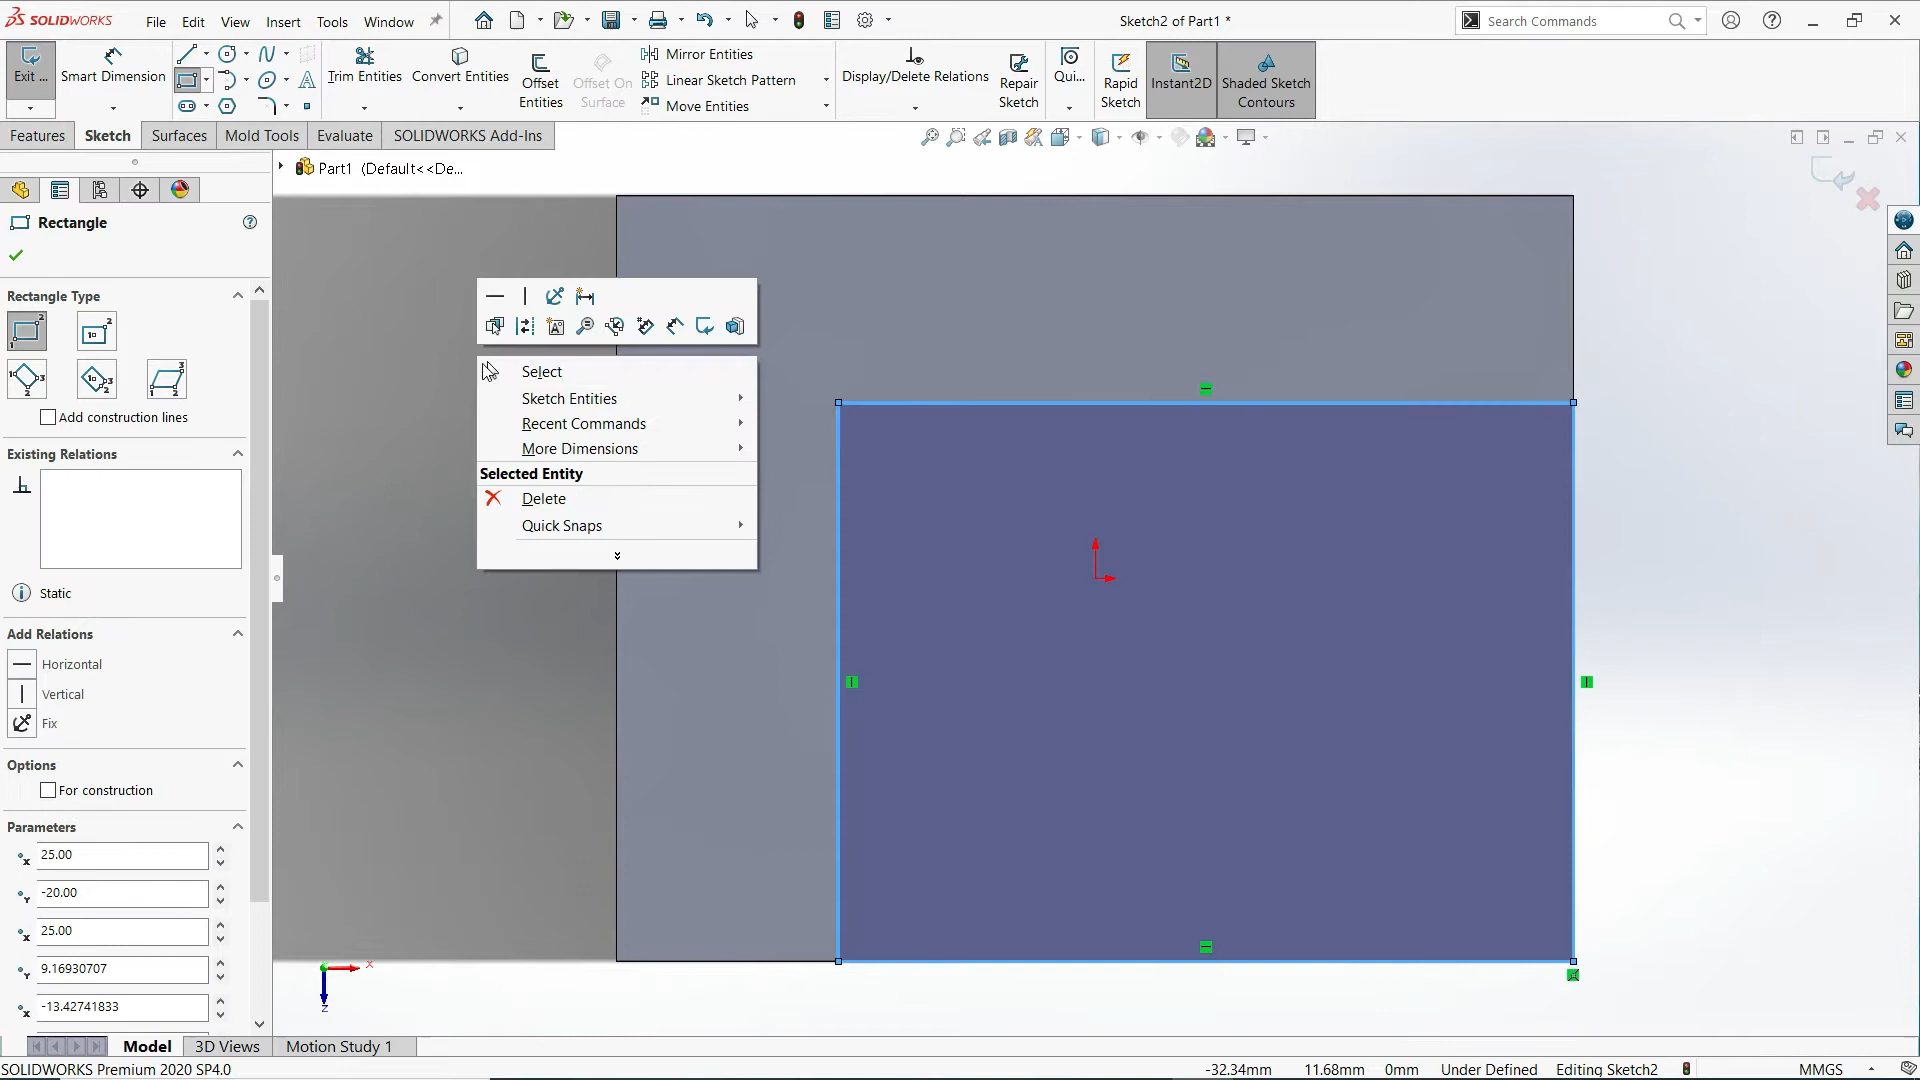 SOLIDWORKS File Edit View Insert Tools Window Sketch2 of Part1 * Search Commands
Exit ... Smart Dimension Trim Entities Convert Entities Offset Entities Offset On Surface Mirror Entities Linear Sketch Pattern Move Entities Display/Delete Relations Repair Sketch Qui... Rapid Sketch Instant2D Shaded Sketch Contours
Features Sketch Surfaces Mold Tools Evaluate SOLIDWORKS Add-Ins
Part1 (Default<<De...
Rectangle
Rectangle Type
Add construction lines
Existing Relations
Static
Add Relations
Horizontal
Vertical
Fix
Options
For construction
Parameters
25.00
-20.00
25.00
9.16930707
-13.42741833
Select
Sketch Entities
Recent Commands
More Dimensions
Selected Entity
Delete
Quick Snaps
X
Z
Model 3D Views Motion Study 1
SOLIDWORKS Premium 2020 SP4.0 -32.34mm 11.68mm 0mm Under Defined Editing Sketch2 MMGS